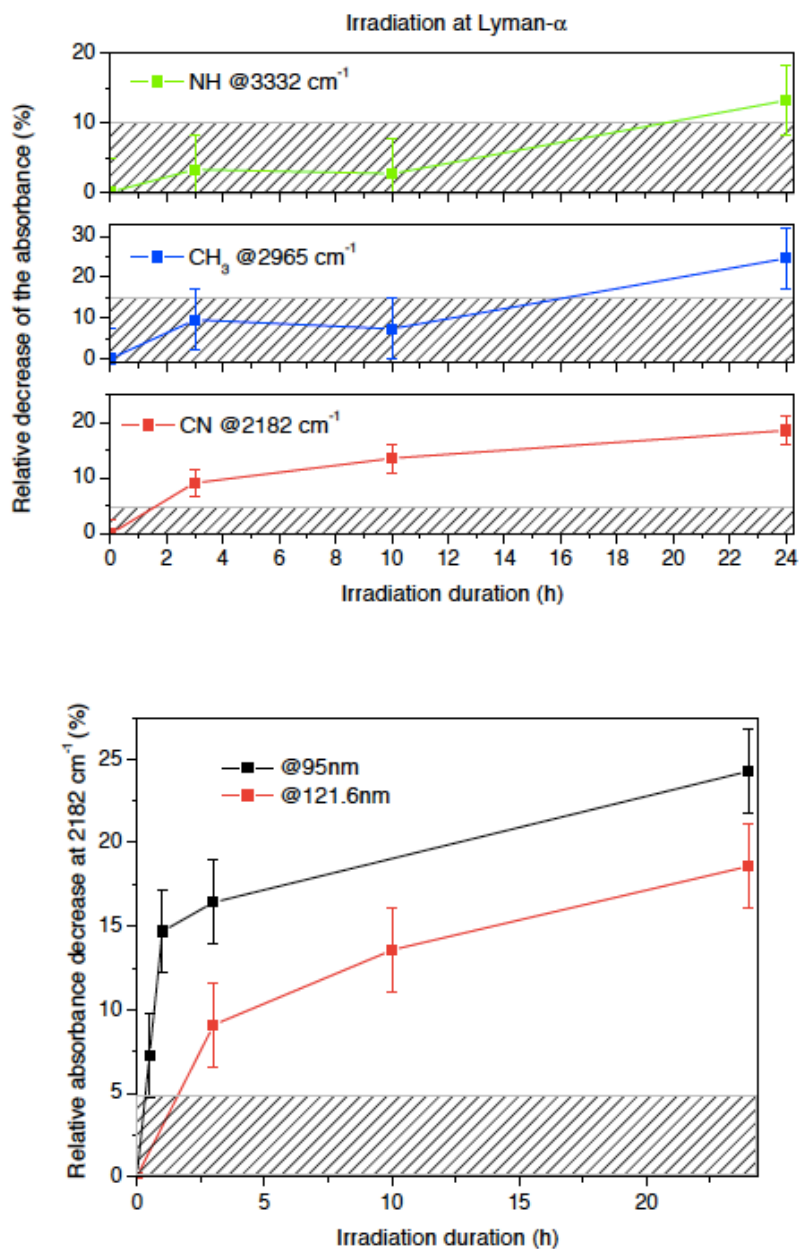 Irradiation at Lyman-α
Relative decrease of the absorbance (%)
20
10
0
NH @3332 cm⁻¹
30
20
10
0
CH₃ @2965 cm⁻¹
20
10
0
CN @2182 cm⁻¹
0 2 4 6 8 10 12 14 16 18 20 22 24
Irradiation duration (h)
Relative absorbance decrease at 2182 cm⁻¹ (%)
25
20
15
10
5
0
@95nm
@121.6nm
0 5 10 15 20
Irradiation duration (h)